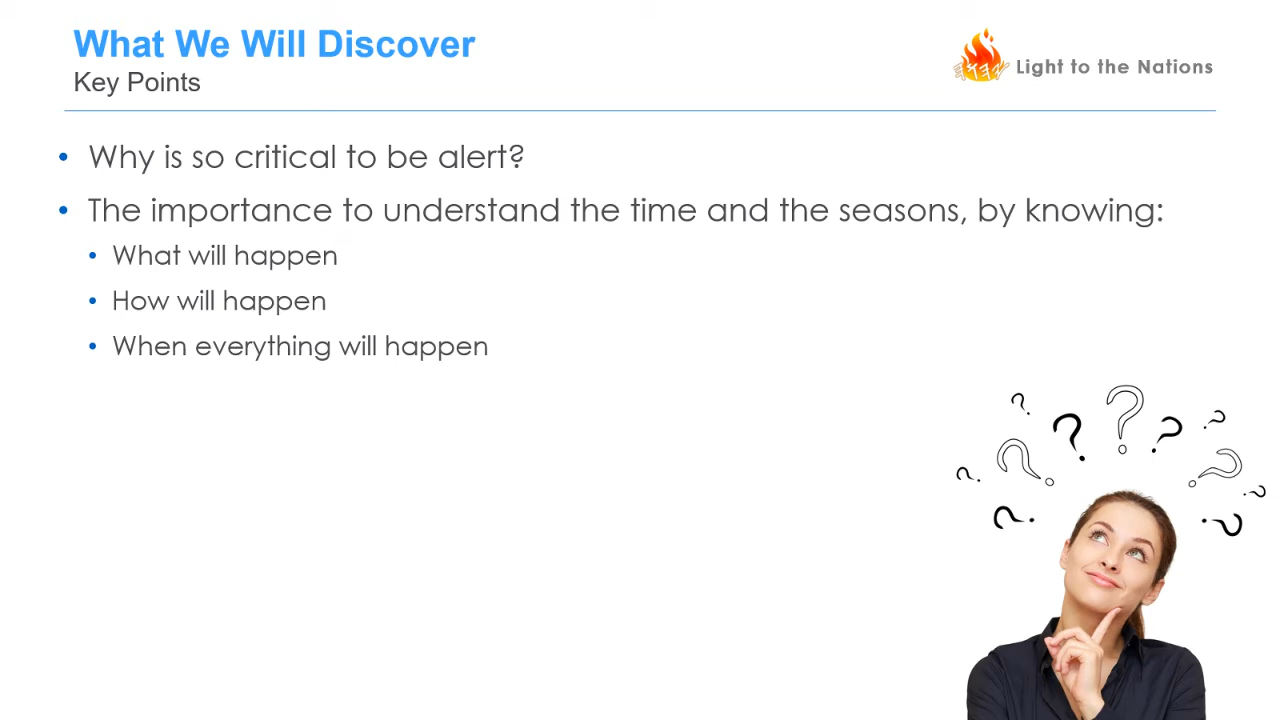 What We Will Discover
Key Points
Light to the Nations
• Why is so critical to be alert?
• The importance to understand the time and the seasons, by knowing:
• What will happen
• How will happen
• When everything will happen
? ? ? ? ? ? ? ? ? ? ?